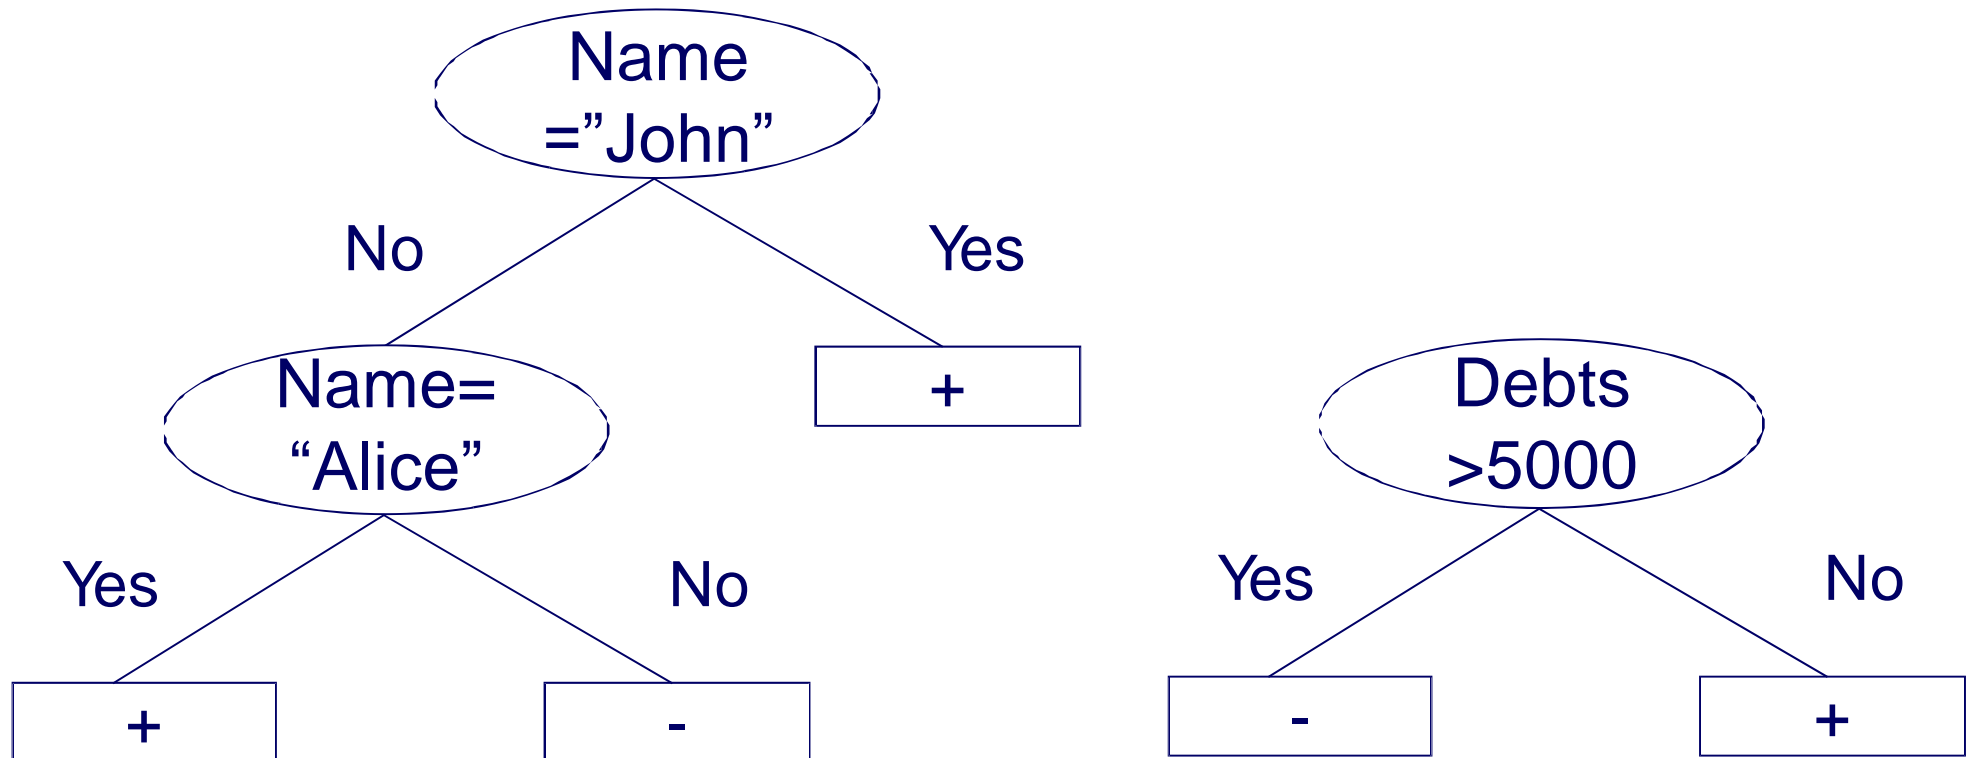 Name
=”John”
No
Yes
Name=
“Alice”
+
Yes
No
+
-
Debts
>5000
Yes
No
-
+